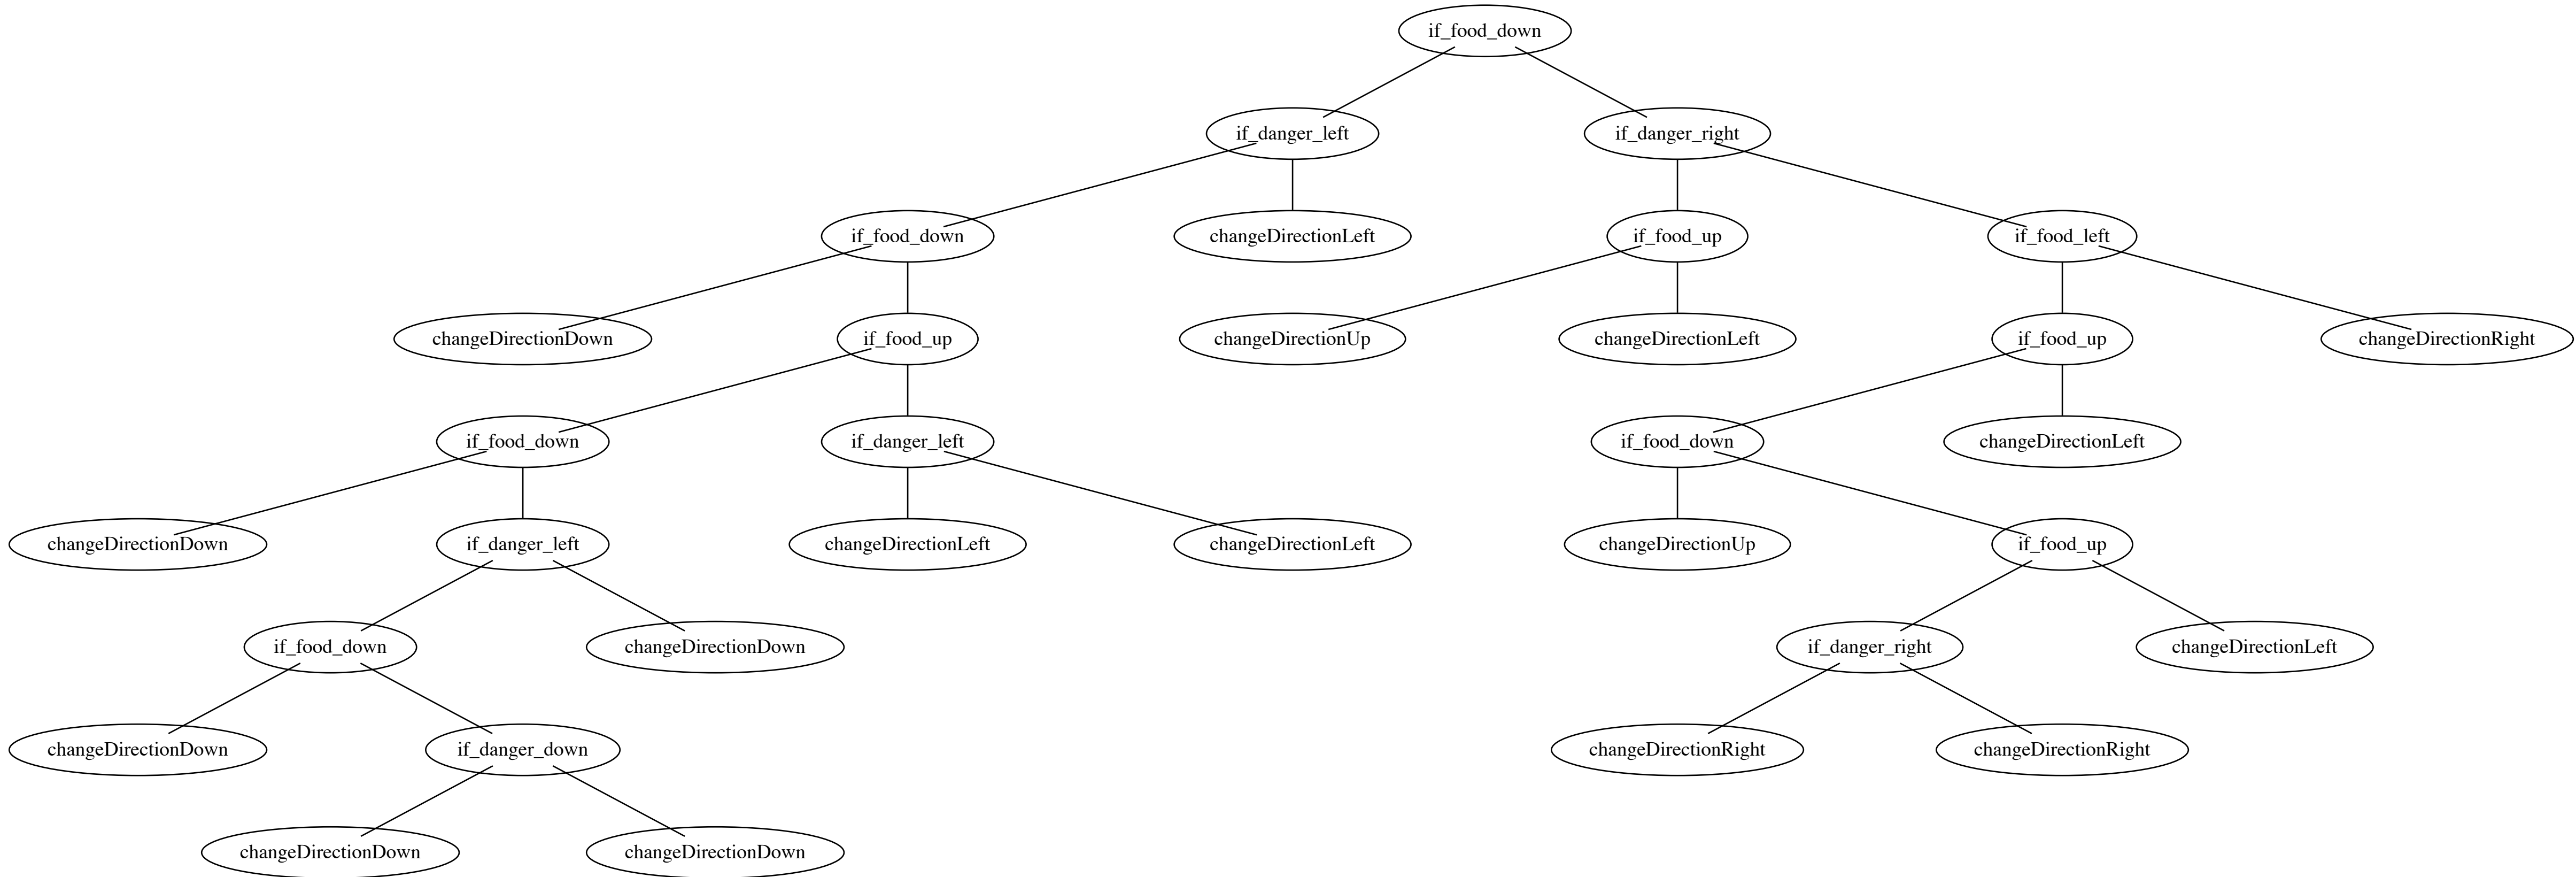 if_food_down
if_danger_left
if_danger_right
if_food_down
changeDirectionLeft
if_food_up
if_food_left
changeDirectionDown
if_food_up
changeDirectionUp
changeDirectionLeft
if_food_up
changeDirectionRight
if_food_down
if_danger_left
if_food_down
changeDirectionLeft
changeDirectionDown
if_danger_left
changeDirectionLeft
changeDirectionLeft
changeDirectionUp
if_food_up
if_food_down
changeDirectionDown
if_danger_right
changeDirectionLeft
changeDirectionDown
if_danger_down
changeDirectionRight
changeDirectionRight
changeDirectionDown
changeDirectionDown